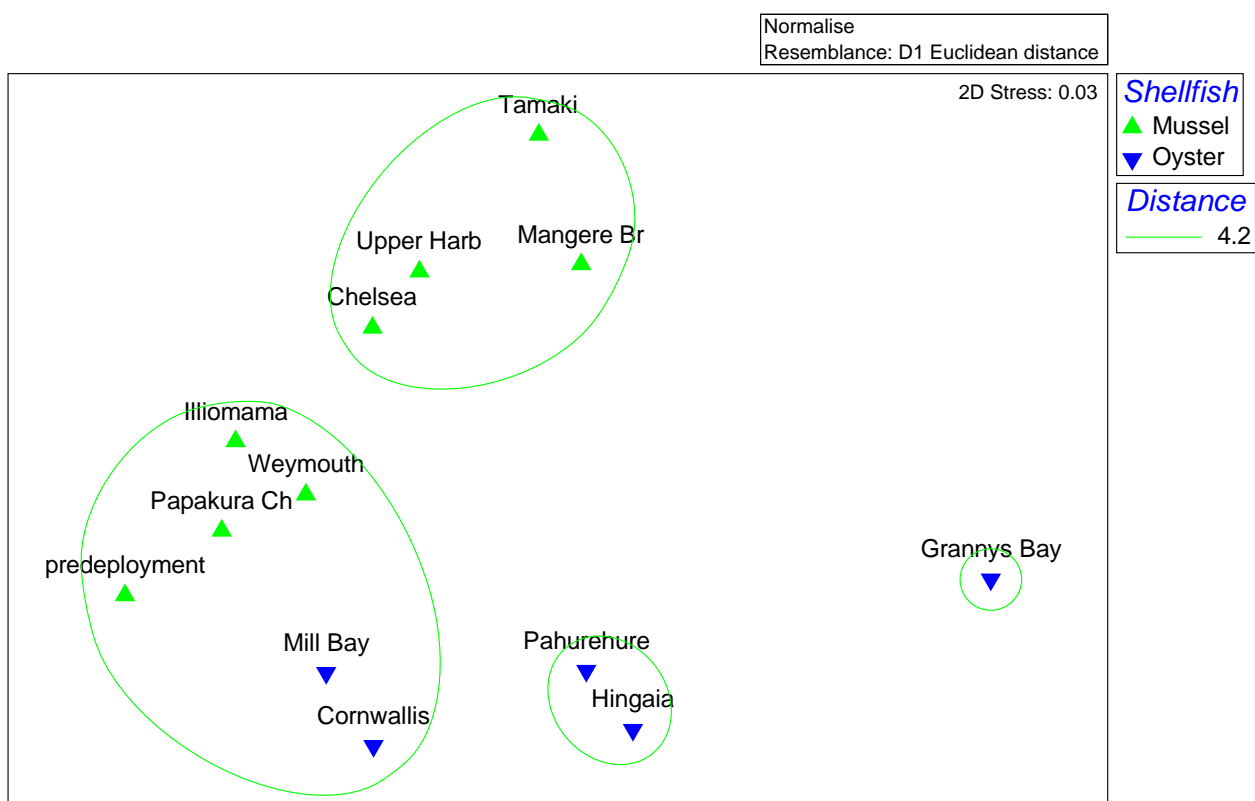 Normalise
Resemblance: D1 Euclidean distance
2D Stress: 0.03
Shellfish
Mussel
Oyster
Distance
4.2
Tamaki
Upper Harb
Mangere Br
Chelsea
Illiomama
Weymouth
Papakura Ch
predeployment
Grannys Bay
Mill Bay
Pahurehure
Hingaia
Cornwallis